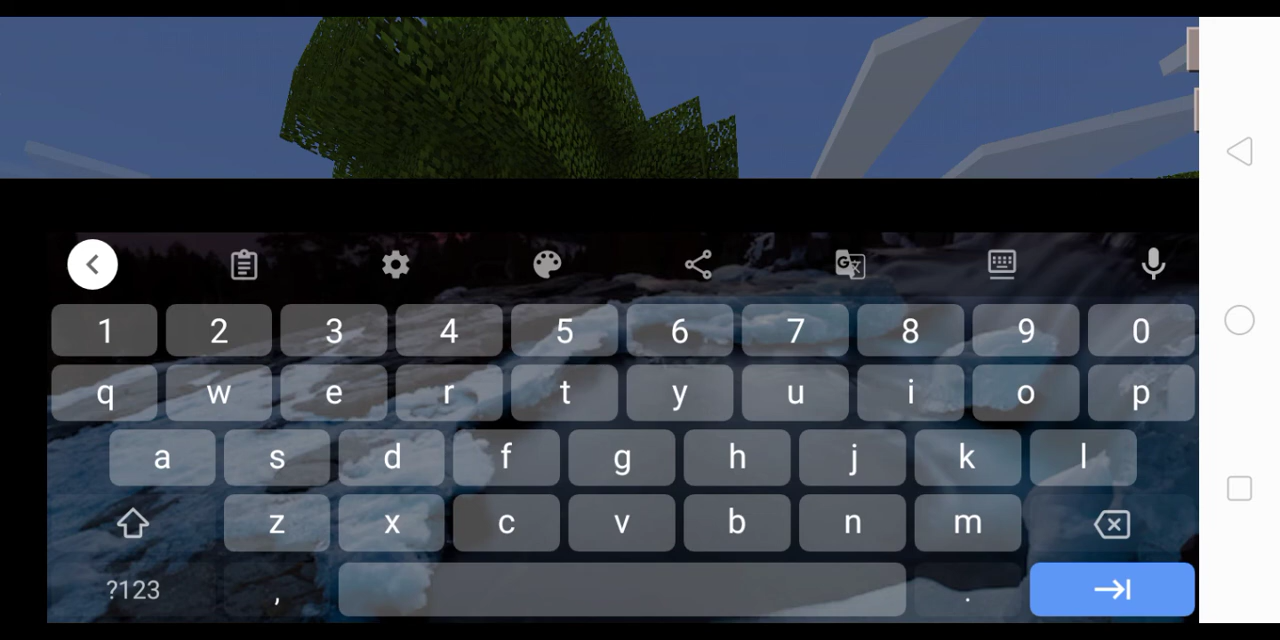 1 2 3 4 5 6 7 8 9 0
q w e r t y u i o p
a s d f g h j k l
z x c v b n m
?123 , .